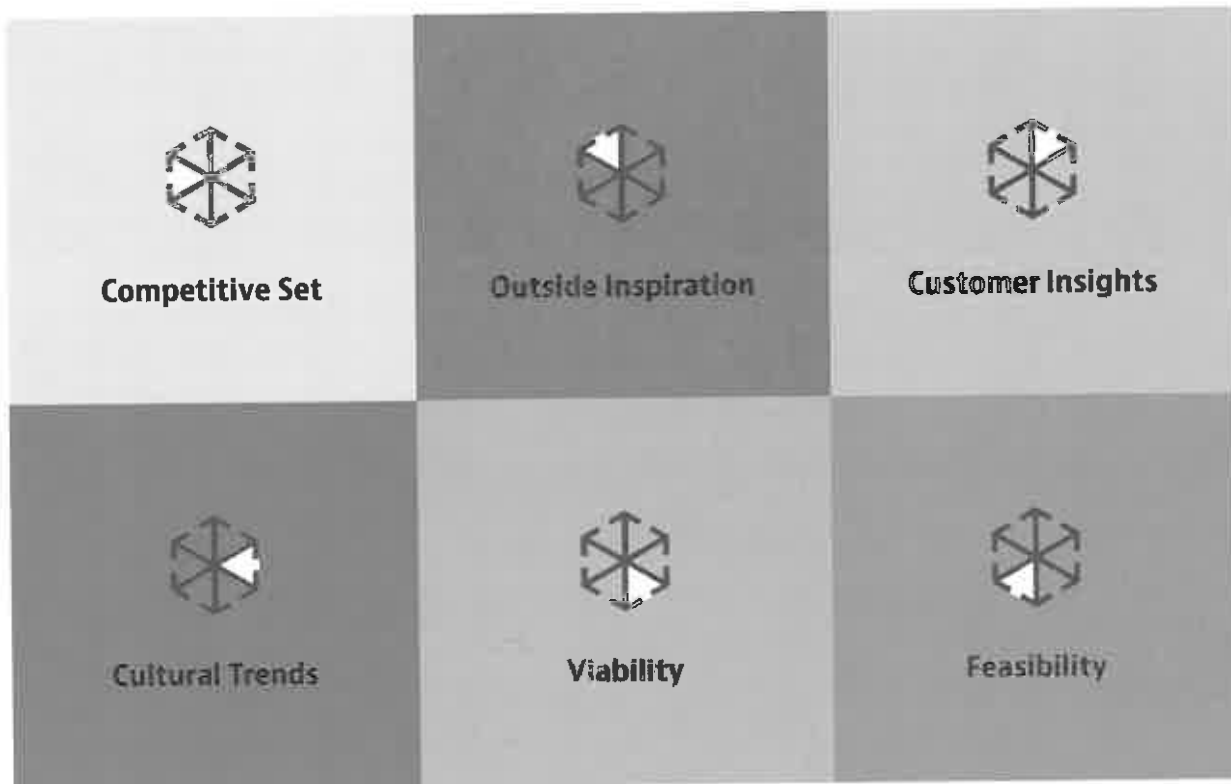 Competitive Set
Outside Inspiration
Customer Insights
Cultural Trends
Viability
Feasibility